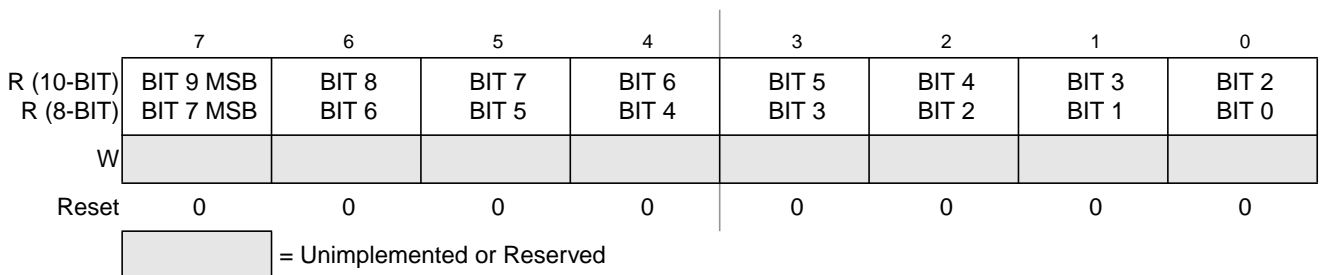 7 6 5 4 3 2 1 0
R (10-BIT) BIT 9 MSB BIT 8 BIT 7 BIT 6 BIT 5 BIT 4 BIT 3 BIT 2
R (8-BIT) BIT 7 MSB BIT 6 BIT 5 BIT 4 BIT 3 BIT 2 BIT 1 BIT 0
W
Reset 0 0 0 0 0 0 0 0
= Unimplemented or Reserved